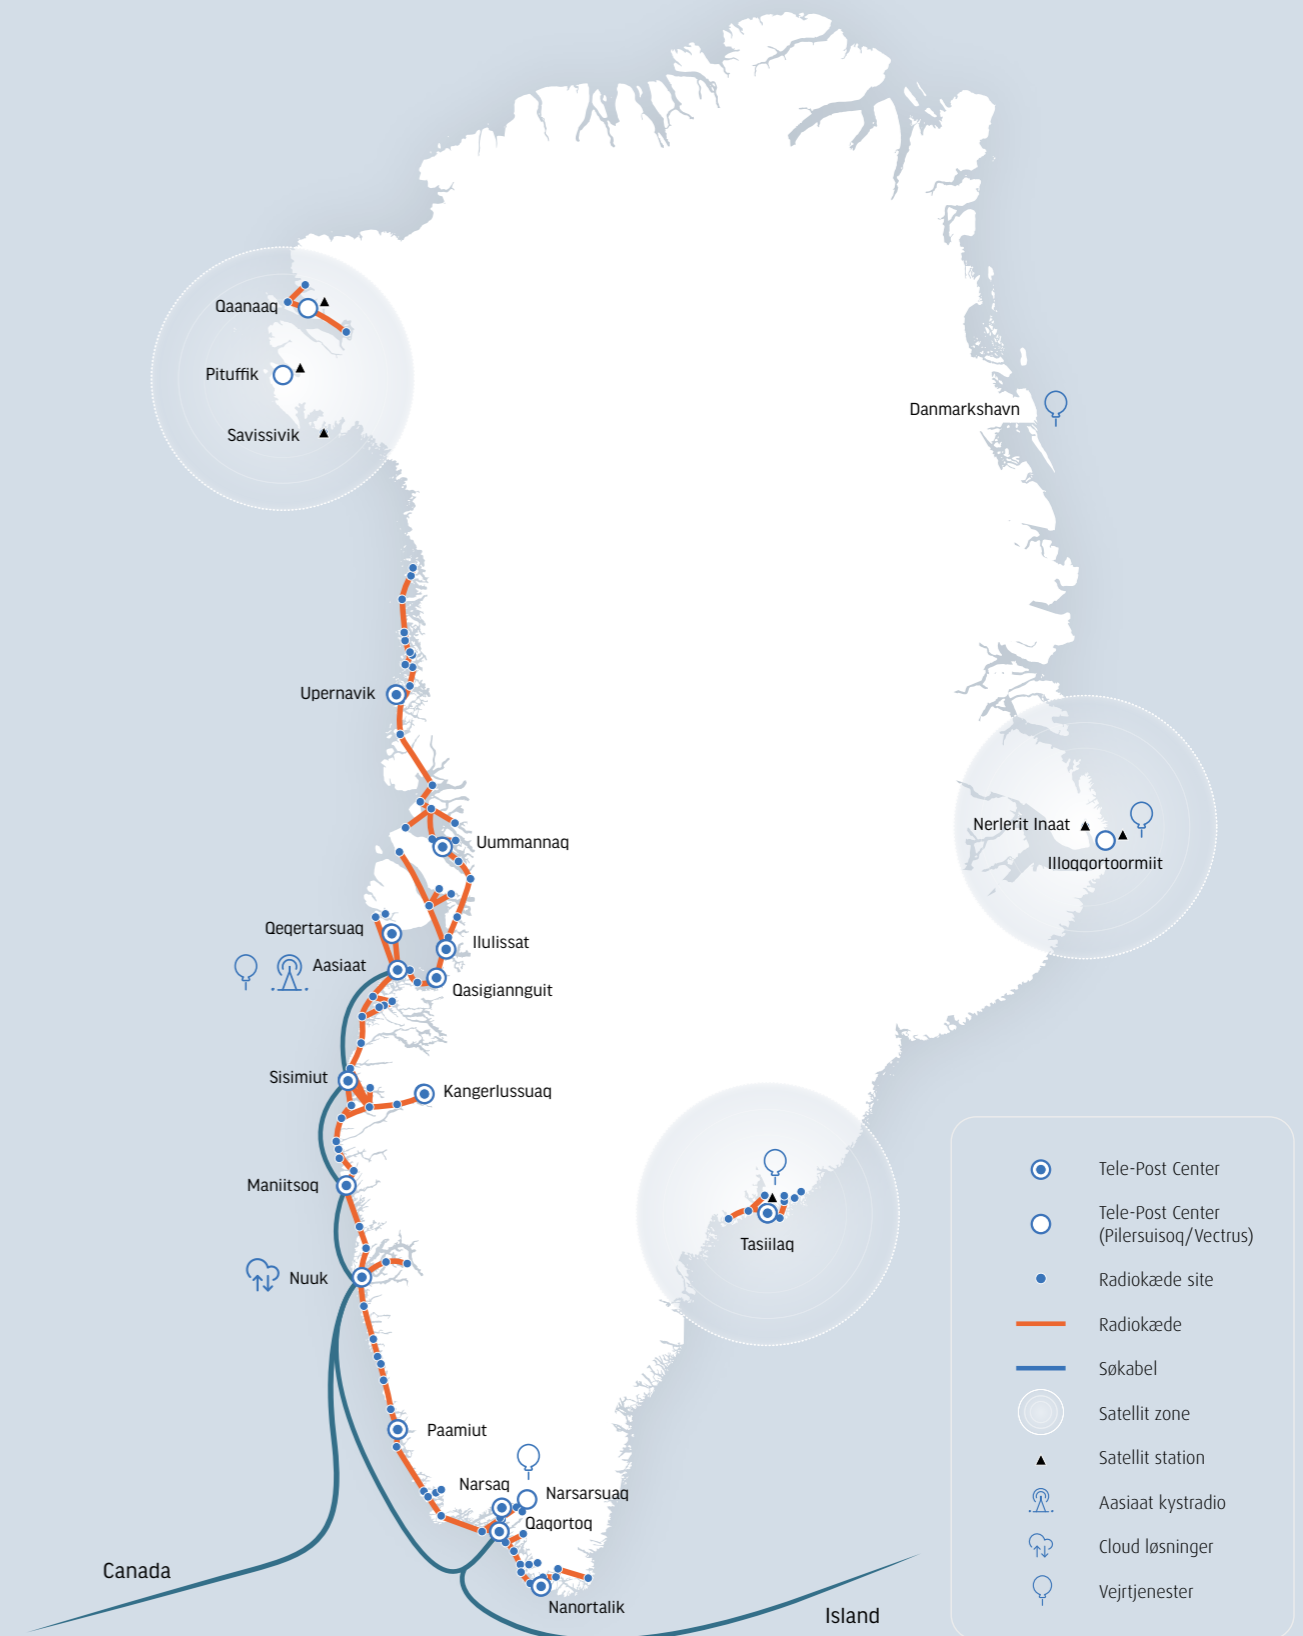 Qaanaaq
Pituffik
Savissivik
Danmarkshavn
Upernavik
Uummannaq
Nerlerit Inaat
Illoqqortoormiit
Qeqertarsuaq
Ilulissat
Aasiaat
Qasigiannguit
Sisimiut
Kangerlussuaq
Maniitsoq
Tasiilaq
Nuuk
Paamiut
Narsaq
Narsarsuaq
Qaqortoq
Canada
Nanortalik
Island
Tele-Post Center
Tele-Post Center
(Pilersuisoq/Vectrus)
Radiokæde site
Radiokæde
Søkabel
Satellit zone
Satellit station
Aasiaat kystradio
Cloud løsninger
Vejrtjenester